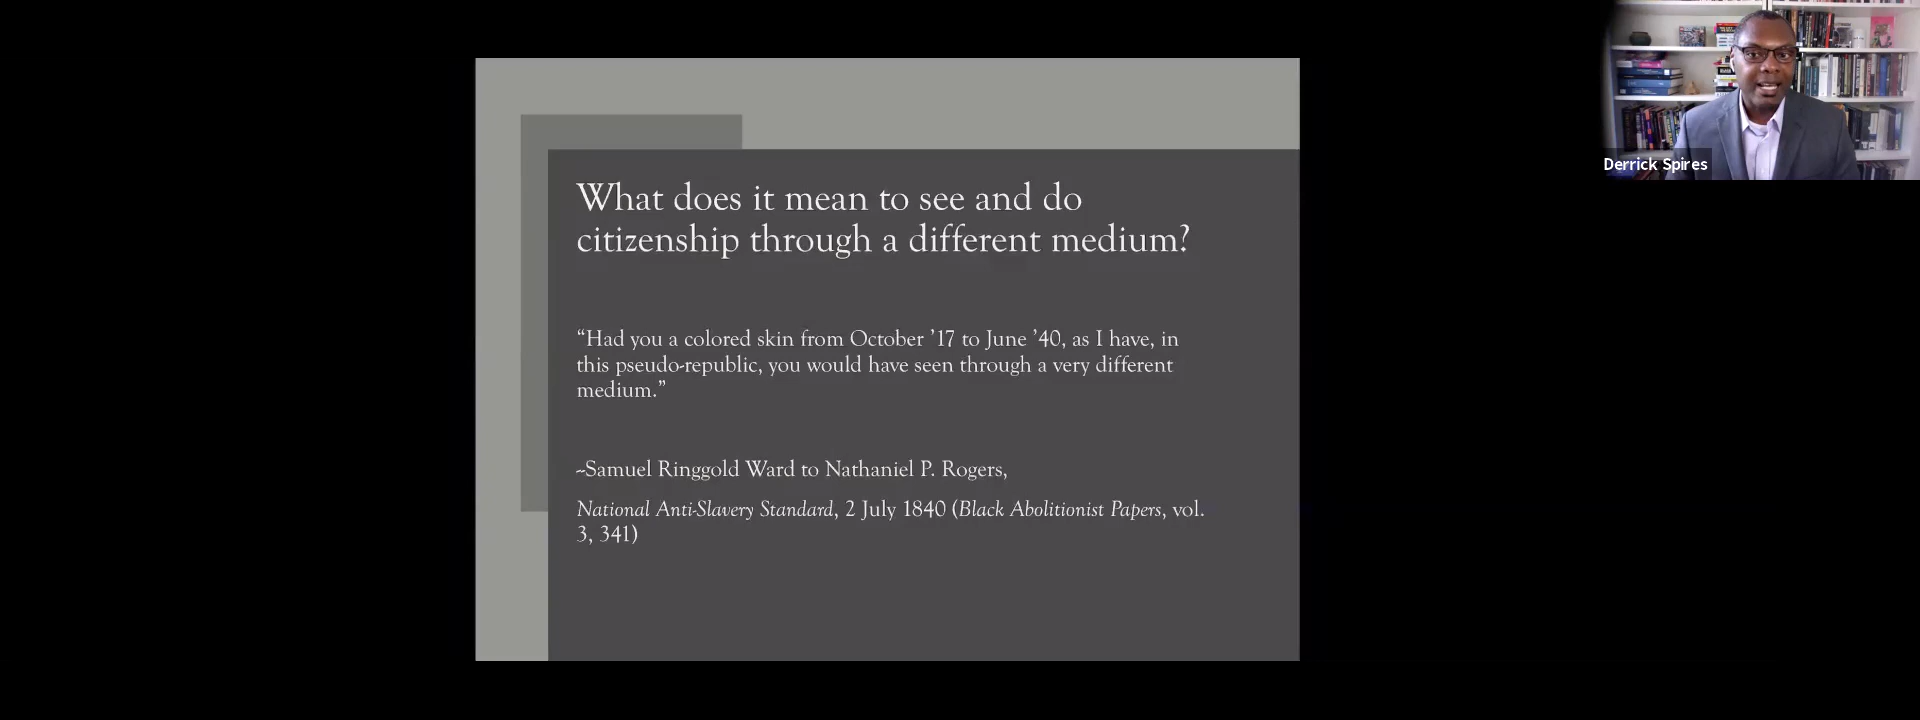 What does it mean to see and do
citizenship through a different medium?
“Had you a colored skin from October ’17 to June ’40, as I have, in
this pseudo-republic, you would have seen through a very different
medium.”
~Samuel Ringgold Ward to Nathaniel P. Rogers,
National Anti-Slavery Standard, 2 July 1840 (Black Abolitionist Papers, vol.
3, 341)
Derrick Spires